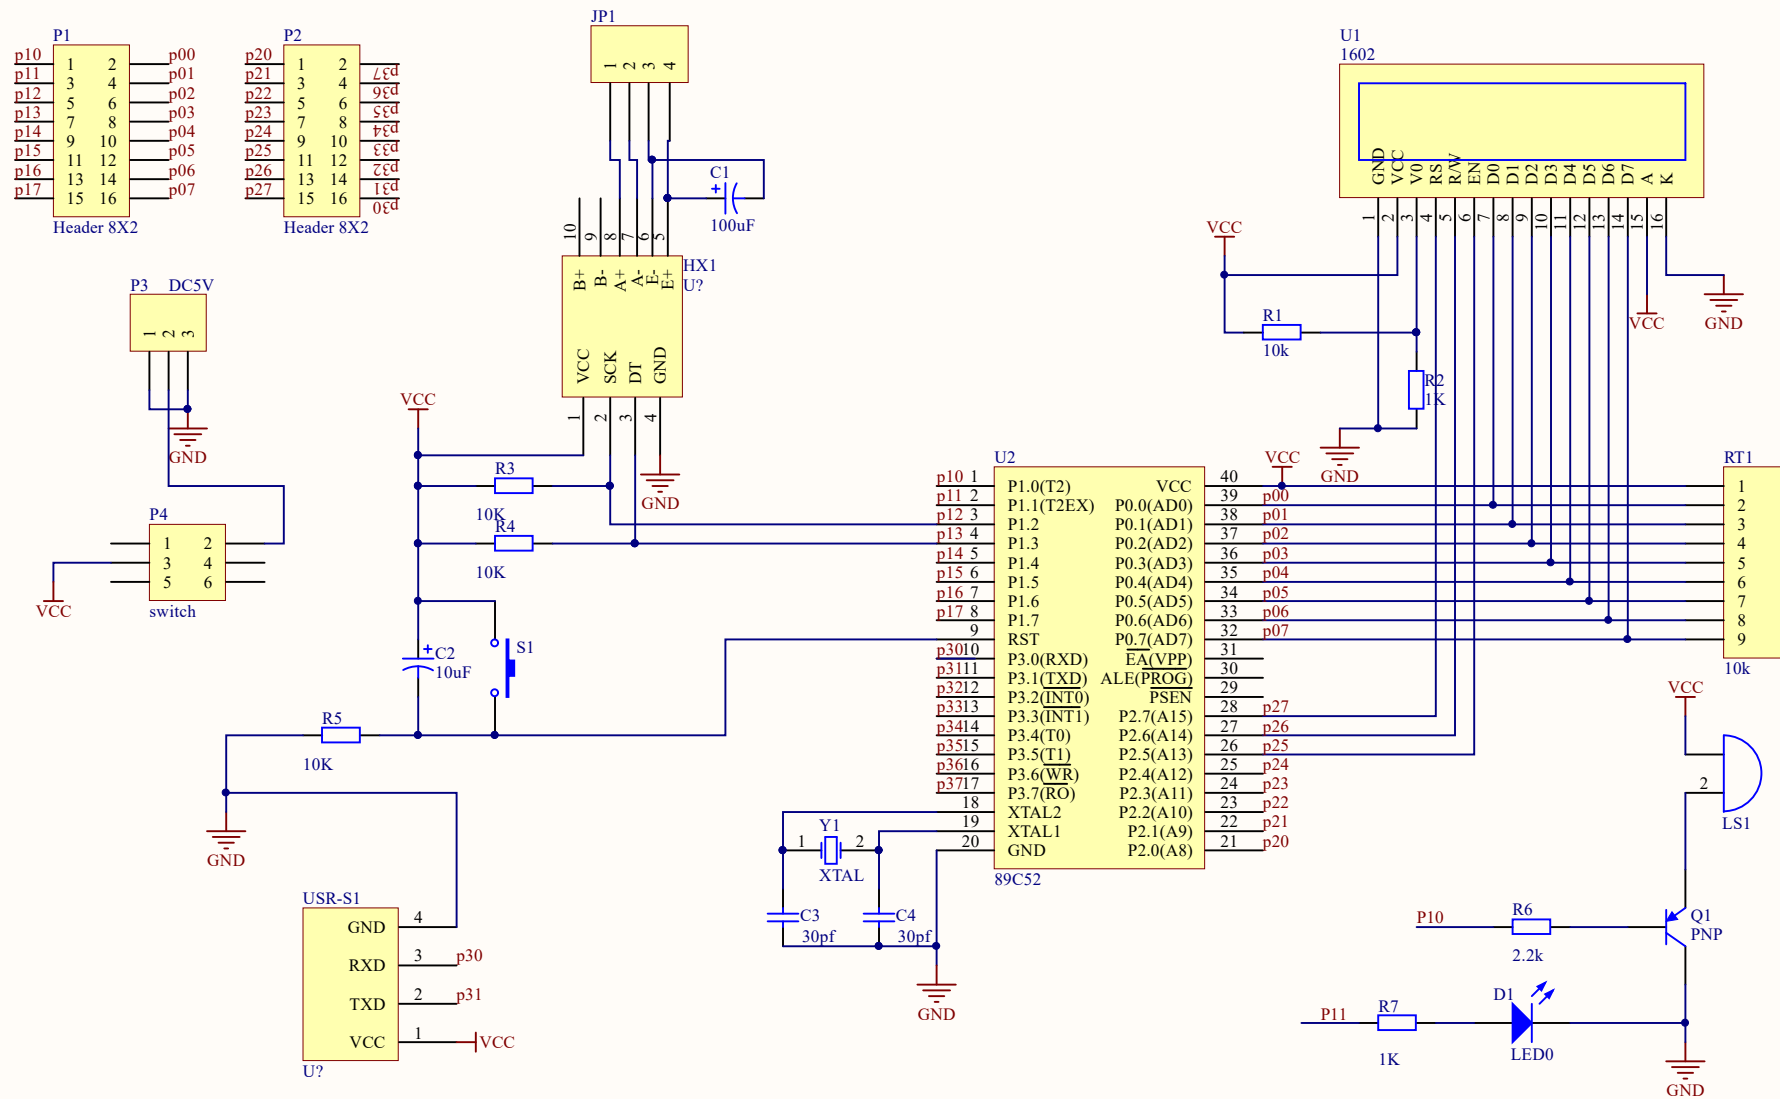 P1
p10 1 2 p00
p11 3 4 p01
p12 5 6 p02
p13 7 8 p03
p14 9 10 p04
p15 11 12 p05
p16 13 14 p06
p17 15 16 p07
Header 8X2
P2
p20 1 2 p37
p21 3 4 p36
p22 5 6 p35
p23 7 8 p34
p24 9 10 p33
p25 11 12 p32
p26 13 14 p31
p27 15 16 p30
Header 8X2
JP1
1 2 3 4
C1
+
100uF
10 9 8 7 6 5
HX1
U?
B+ B- A+ A- E- E+
VCC SCK DT GND
1 2 3 4
GND
U1
1602
GND VCC V0 RS R/W EN D0 D1 D2 D3 D4 D5 D6 D7 A K
1 2 3 4 5 6 7 8 9 10 11 12 13 14 15 16
VCC
R1
10k
R2
1K
GND
VCC
GND
P3 DC5V
1 2 3
GND
P4
1 2
3 4
5 6
switch
VCC
VCC
R3
10K
R4
10K
+
C2
10uF
S1
R5
10K
GND
USR-S1
GND 4
RXD 3 p30
TXD 2 p31
VCC 1 VCC
U?
U2
p10 1 P1.0(T2) VCC 40
p11 2 P1.1(T2EX) P0.0(AD0) 39 p00
p12 3 P1.2 P0.1(AD1) 38 p01
p13 4 P1.3 P0.2(AD2) 37 p02
p14 5 P1.4 P0.3(AD3) 36 p03
p15 6 P1.5 P0.4(AD4) 35 p04
p16 7 P1.6 P0.5(AD5) 34 p05
p17 8 P1.7 P0.6(AD6) 33 p06
9 RST P0.7(AD7) 32 p07
p30 10 P3.0(RXD) EA(VPP) 31
p31 11 P3.1(TXD) ALE(PROG) 30
p32 12 P3.2(INT0) PSEN 29
p33 13 P3.3(INT1) P2.7(A15) 28 p27
p34 14 P3.4(T0) P2.6(A14) 27 p26
p35 15 P3.5(T1) P2.5(A13) 26 p25
p36 16 P3.6(WR) P2.4(A12) 25 p24
p37 17 P3.7(RO) P2.3(A11) 24 p23
18 XTAL2 P2.2(A10) 23 p22
19 XTAL1 P2.1(A9) 22 p21
20 GND P2.0(A8) 21 p20
89C52
VCC
Y1
1 2
XTAL
C3
30pf
C4
30pf
GND
RT1
1
2
3
4
5
6
7
8
9
10k
VCC
2
LS1
P10
R6
2.2k
Q1
PNP
P11
R7
1K
D1
LED0
GND